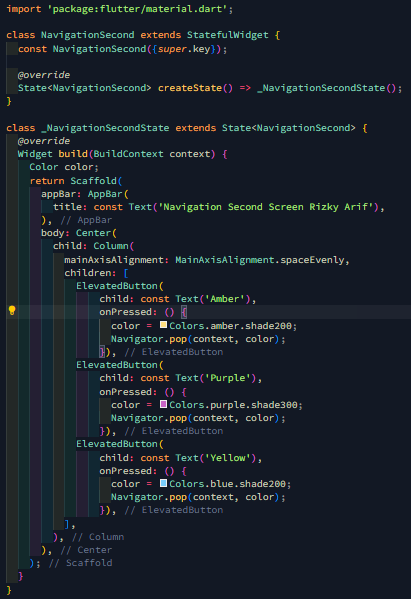 import 'package:flutter/material.dart';

class NavigationSecond extends StatefulWidget {
  const NavigationSecond({super.key});

  @override
  State<NavigationSecond> createState() => _NavigationSecondState();
}

class _NavigationSecondState extends State<NavigationSecond> {
  @override
  Widget build(BuildContext context) {
    Color color;
    return Scaffold(
      appBar: AppBar(
        title: const Text('Navigation Second Screen Rizky Arif'),
      ), // AppBar
      body: Center(
        child: Column(
          mainAxisAlignment: MainAxisAlignment.spaceEvenly,
          children: [
            ElevatedButton(
                child: const Text('Amber'),
                onPressed: () {
                  color = Colors.amber.shade200;
                  Navigator.pop(context, color);
                }), // ElevatedButton
            ElevatedButton(
                child: const Text('Purple'),
                onPressed: () {
                  color = Colors.purple.shade300;
                  Navigator.pop(context, color);
                }), // ElevatedButton
            ElevatedButton(
                child: const Text('Yellow'),
                onPressed: () {
                  color = Colors.blue.shade200;
                  Navigator.pop(context, color);
                }), // ElevatedButton
          ],
        ), // Column
      ), // Center
    ); // Scaffold
  }
}